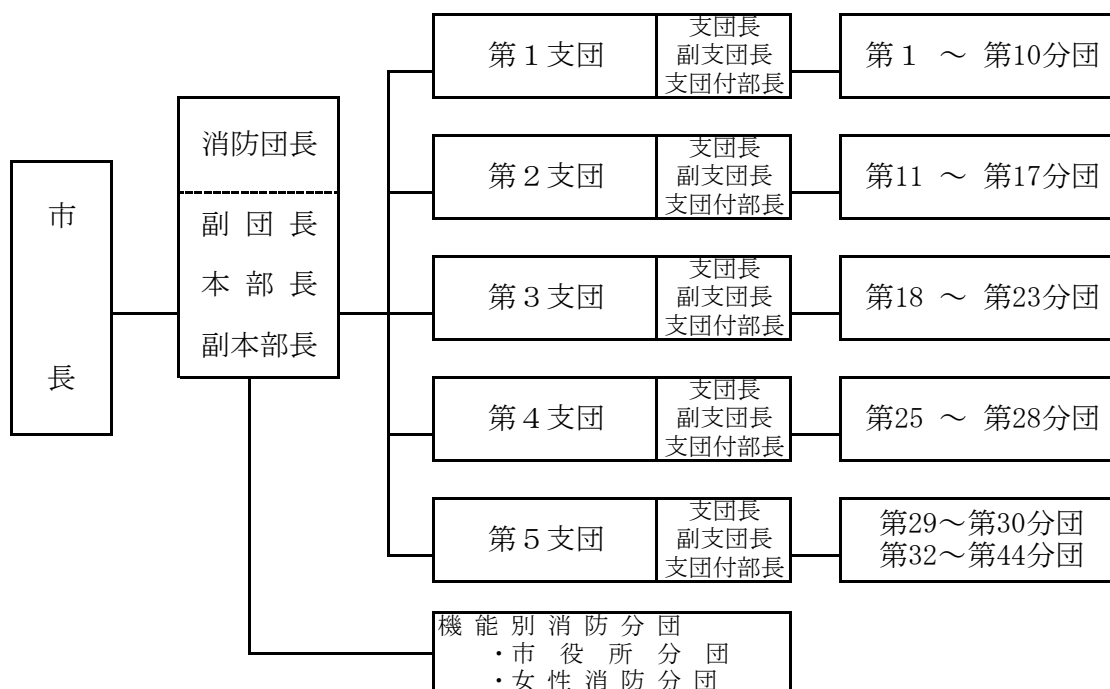 市
長
消防団長
副 団 長
本 部 長
副本部長
第１支団
支団長
副支団長
支団付部長
第１ ～ 第10分団
第２支団
支団長
副支団長
支団付部長
第11 ～ 第17分団
第３支団
支団長
副支団長
支団付部長
第18 ～ 第23分団
第４支団
支団長
副支団長
支団付部長
第25 ～ 第28分団
第５支団
支団長
副支団長
支団付部長
第29～第30分団
第32～第44分団
機 能 別 消 防 分 団
・市 役 所 分 団
・女 性 消 防 分 団